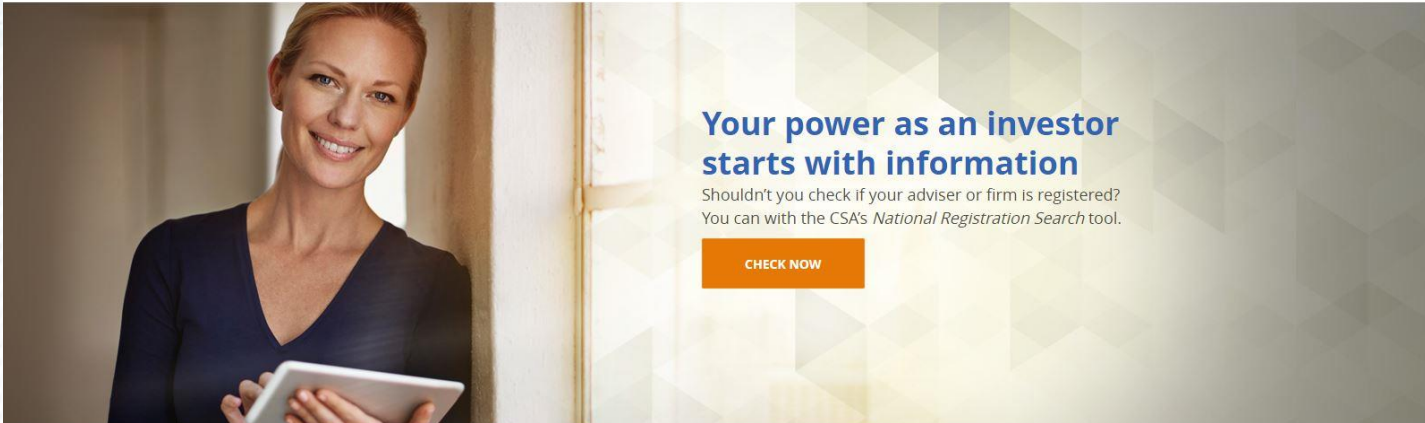 Your power as an investor
starts with information
Shouldn’t you check if your adviser or firm is registered?
You can with the CSA’s National Registration Search tool.
CHECK NOW